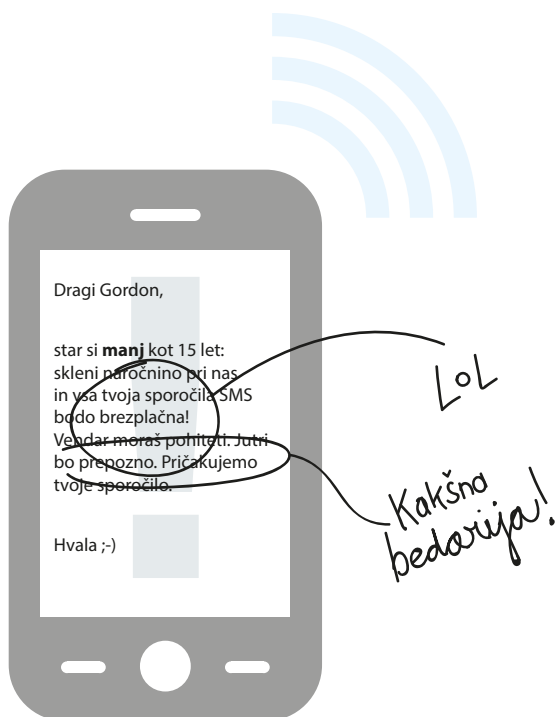 Dragi Gordon,
star si manj kot 15 let:
skleni naročnino pri nas
in vsa tvoja sporočila SMS
bodo brezplačna!
Vendar moraš pohiteti. Jutri
bo prepozno. Pričakujemo
tvoje sporočilo.
Hvala ;-)
LOL
Kakšna
bedarija!